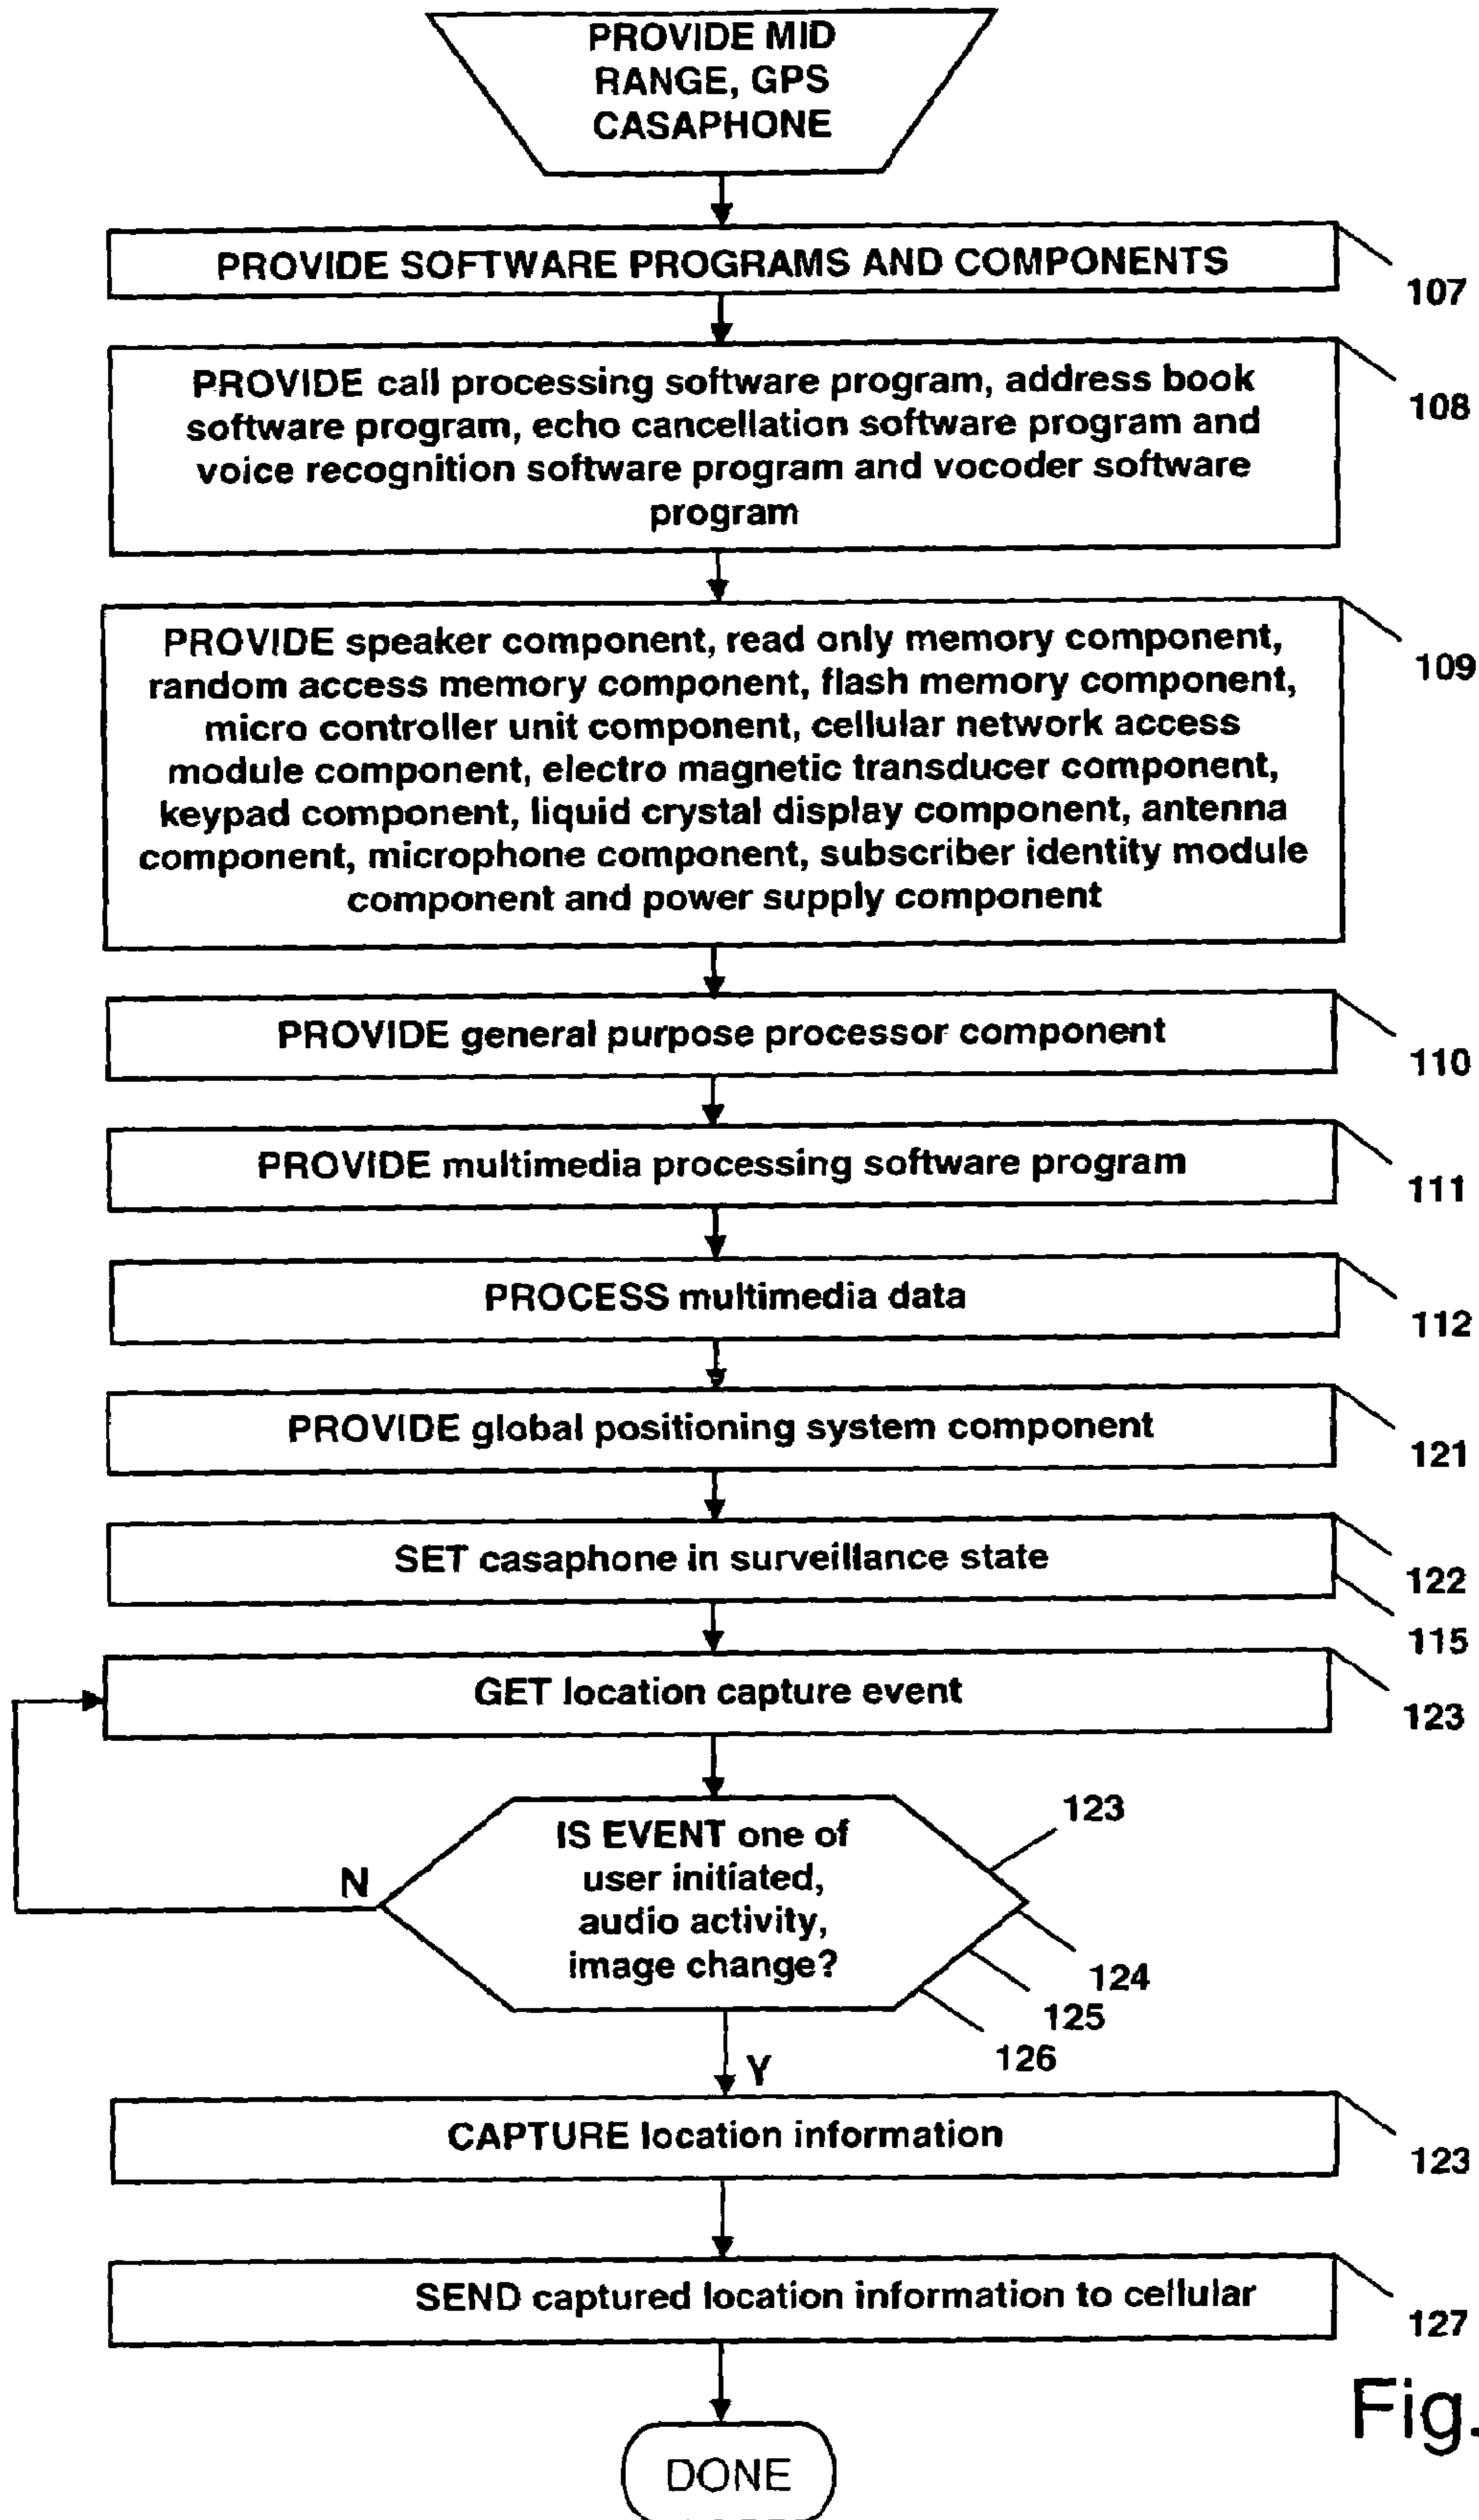 PROVIDE MID
RANGE, GPS
CASAPHONE
PROVIDE SOFTWARE PROGRAMS AND COMPONENTS
107
PROVIDE call processing software program, address book
software program, echo cancellation software program and
voice recognition software program and vocoder software
program
108
PROVIDE speaker component, read only memory component,
random access memory component, flash memory component,
micro controller unit component, cellular network access
module component, electro magnetic transducer component,
keypad component, liquid crystal display component, antenna
component, microphone component, subscriber identity module
component and power supply component
109
PROVIDE general purpose processor component
110
PROVIDE multimedia processing software program
111
PROCESS multimedia data
112
PROVIDE global positioning system component
121
SET casaphone in surveillance state
122
115
GET location capture event
123
IS EVENT one of
user initiated,
audio activity,
image change?
N
123
124
125
126
Y
CAPTURE location information
123
SEND captured location information to cellular
127
Fig.
DONE